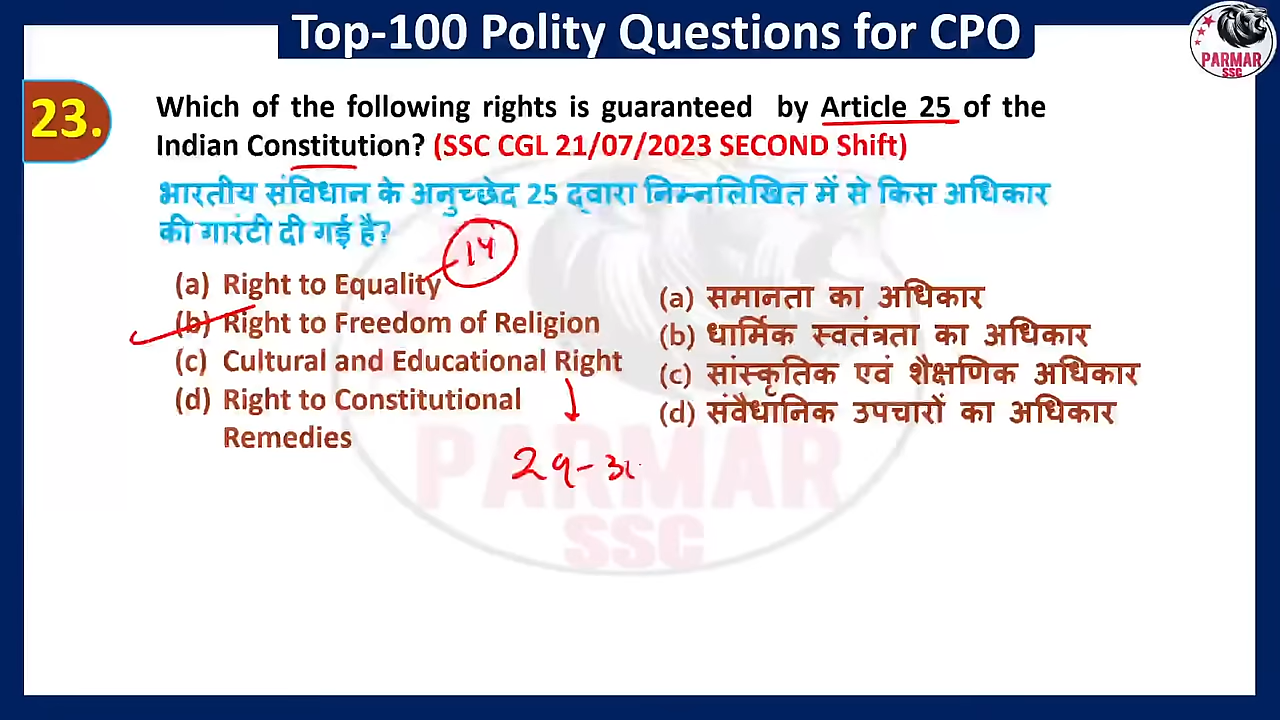 Top-100 Polity Questions for CPO
PARMAR
SSC
23.
Which of the following rights is guaranteed by Article 25 of the
Indian Constitution? (SSC CGL 21/07/2023 SECOND Shift)
भारतीय संविधान के अनुच्छेद 25 द्वारा निम्नलिखित में से किस अधिकार
की गारंटी दी गई है?
14
(a) Right to Equality
(b) Right to Freedom of Religion
(c) Cultural and Educational Right
(d) Right to Constitutional
Remedies
(a) समानता का अधिकार
(b) धार्मिक स्वतंत्रता का अधिकार
(c) सांस्कृतिक एवं शैक्षणिक अधिकार
(d) संवैधानिक उपचारों का अधिकार
29-30
PARMAR
SSC